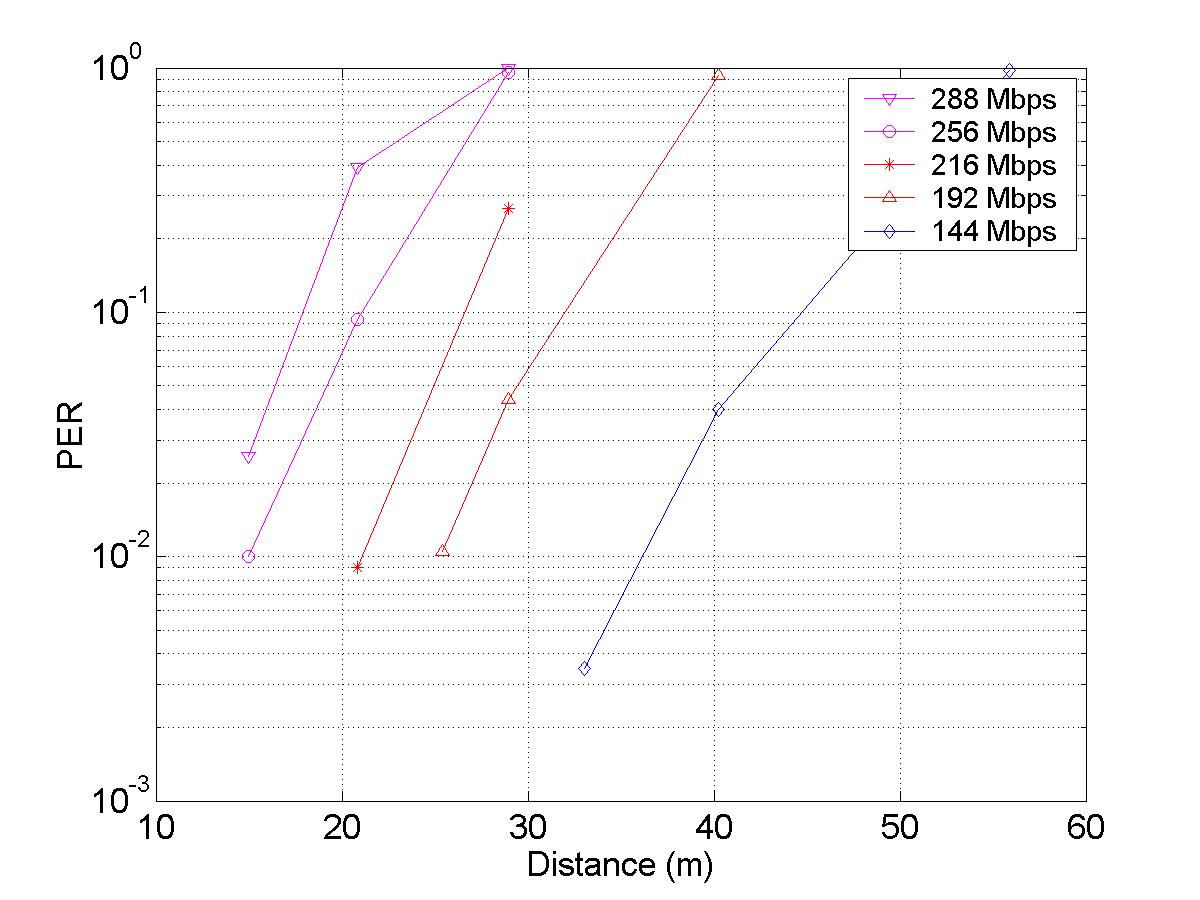 10^0
10^-1
10^-2
10^-3
PER
288 Mbps
256 Mbps
216 Mbps
192 Mbps
144 Mbps
10 20 30 40 50 60
Distance (m)